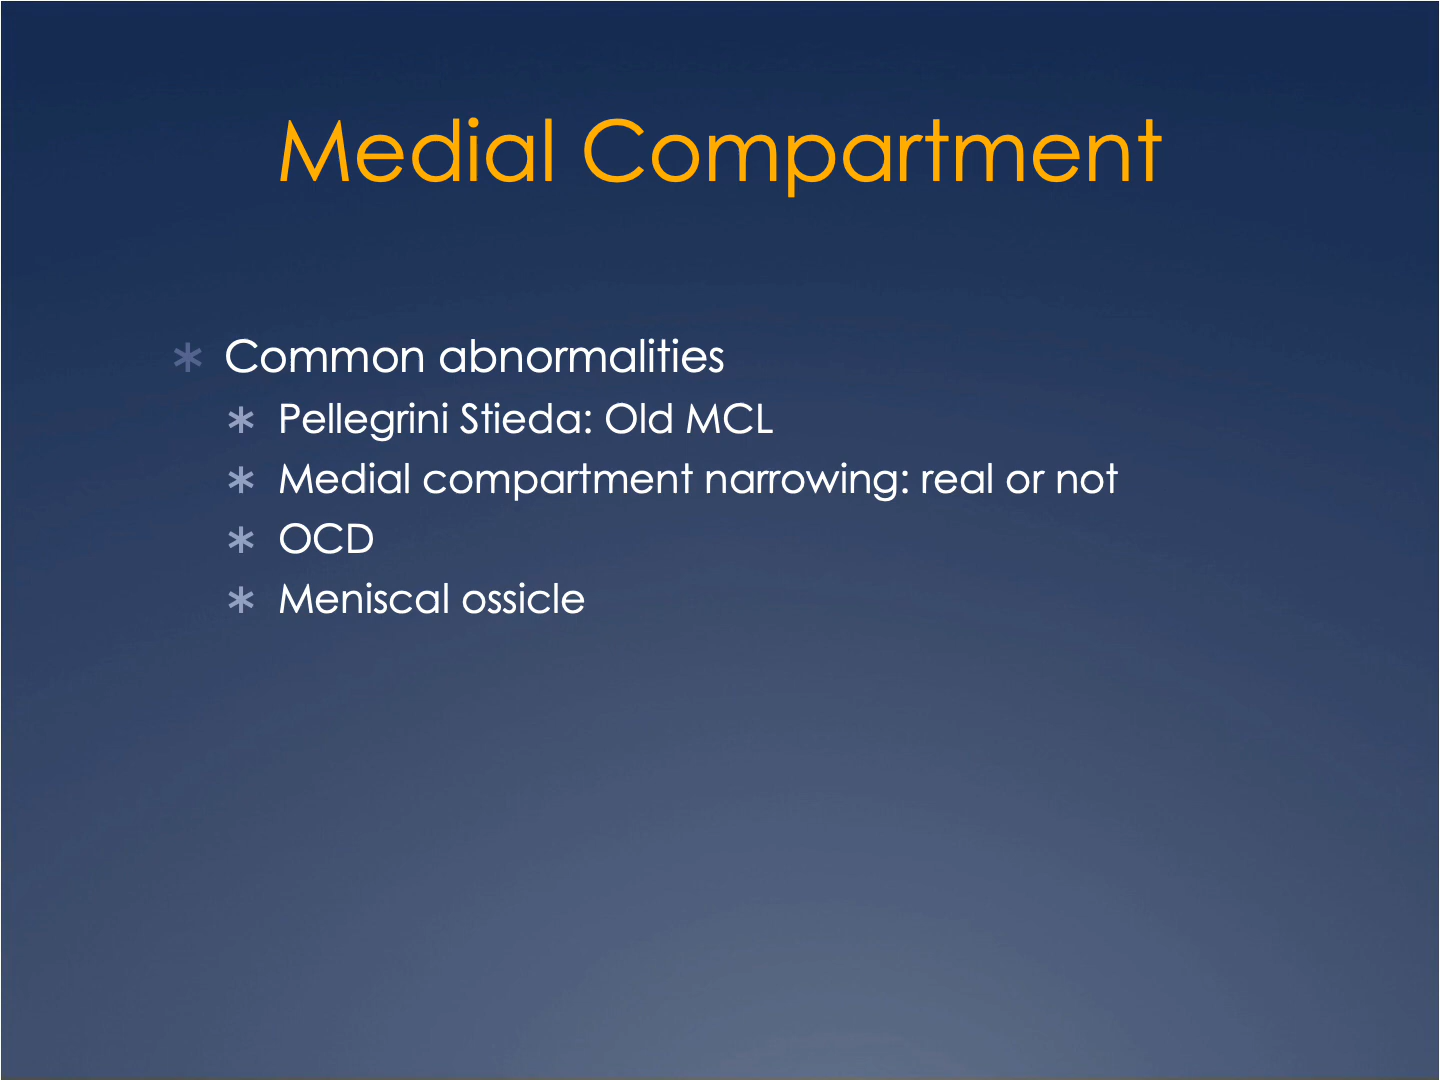 Medial Compartment
* Common abnormalities
* Pellegrini Stieda: Old MCL
* Medial compartment narrowing: real or not
* OCD
* Meniscal ossicle